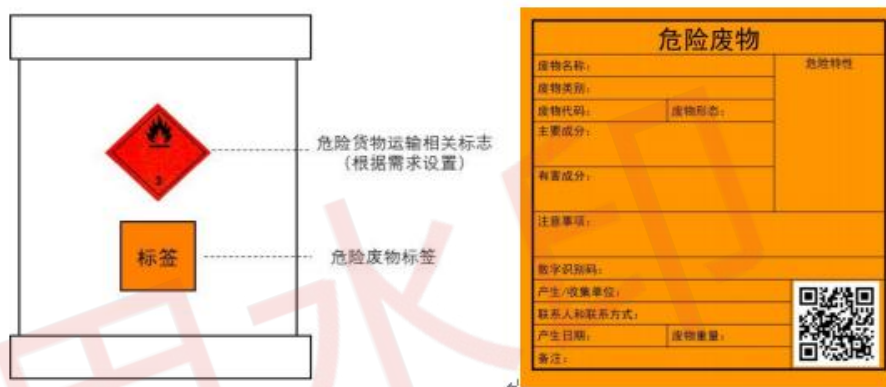 3
危险货物运输相关标志
（根据需求设置）
标签
危险废物标签
危险废物
废物名称：
危险特性
废物类别：
废物代码：
废物形态：
主要成分：
有害成分：
注意事项：
数字识别码：
产生/收集单位：
联系人和联系方式：
产生日期：
废物重量：
备注：
水印